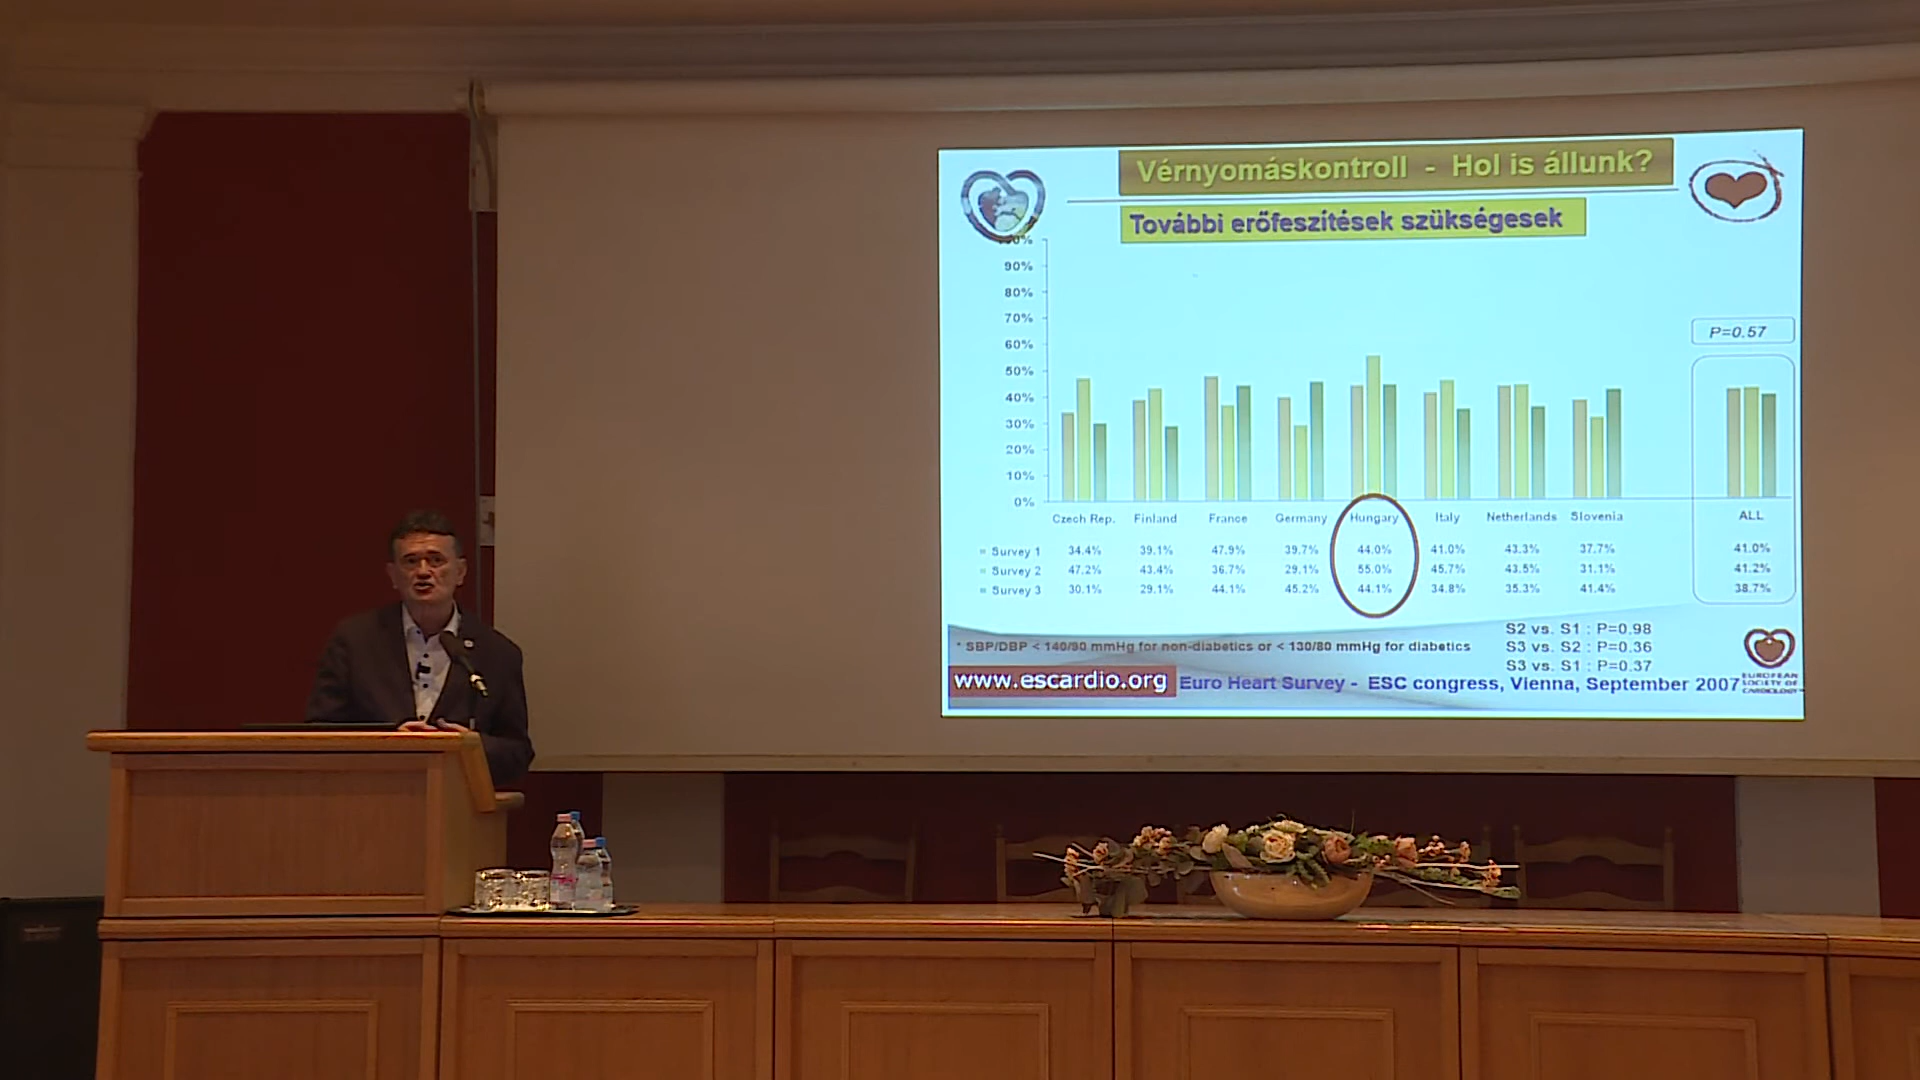 Vérnyomáskontroll - Hol is állunk?
További erőfeszítések szükségesek
90%
80%
70%
60%
50%
40%
30%
20%
10%
0%
P=0.57
Czech Rep. Finland France Germany Hungary Italy Netherlands Slovenia ALL
Survey 1 34.4% 39.1% 47.9% 39.7% 44.0% 41.0% 43.3% 37.7% 41.0%
Survey 2 47.2% 43.4% 36.7% 29.1% 55.0% 45.7% 43.5% 31.1% 41.2%
Survey 3 30.1% 29.1% 44.1% 45.2% 44.1% 34.8% 35.3% 41.4% 38.7%
* SBP/DBP < 140/90 mmHg for non-diabetics or < 130/80 mmHg for diabetics
S2 vs. S1 : P=0.98
S3 vs. S2 : P=0.36
S3 vs. S1 : P=0.37
www.escardio.org
Euro Heart Survey - ESC congress, Vienna, September 2007
EUROPEAN
SOCIETY OF
CARDIOLOGY